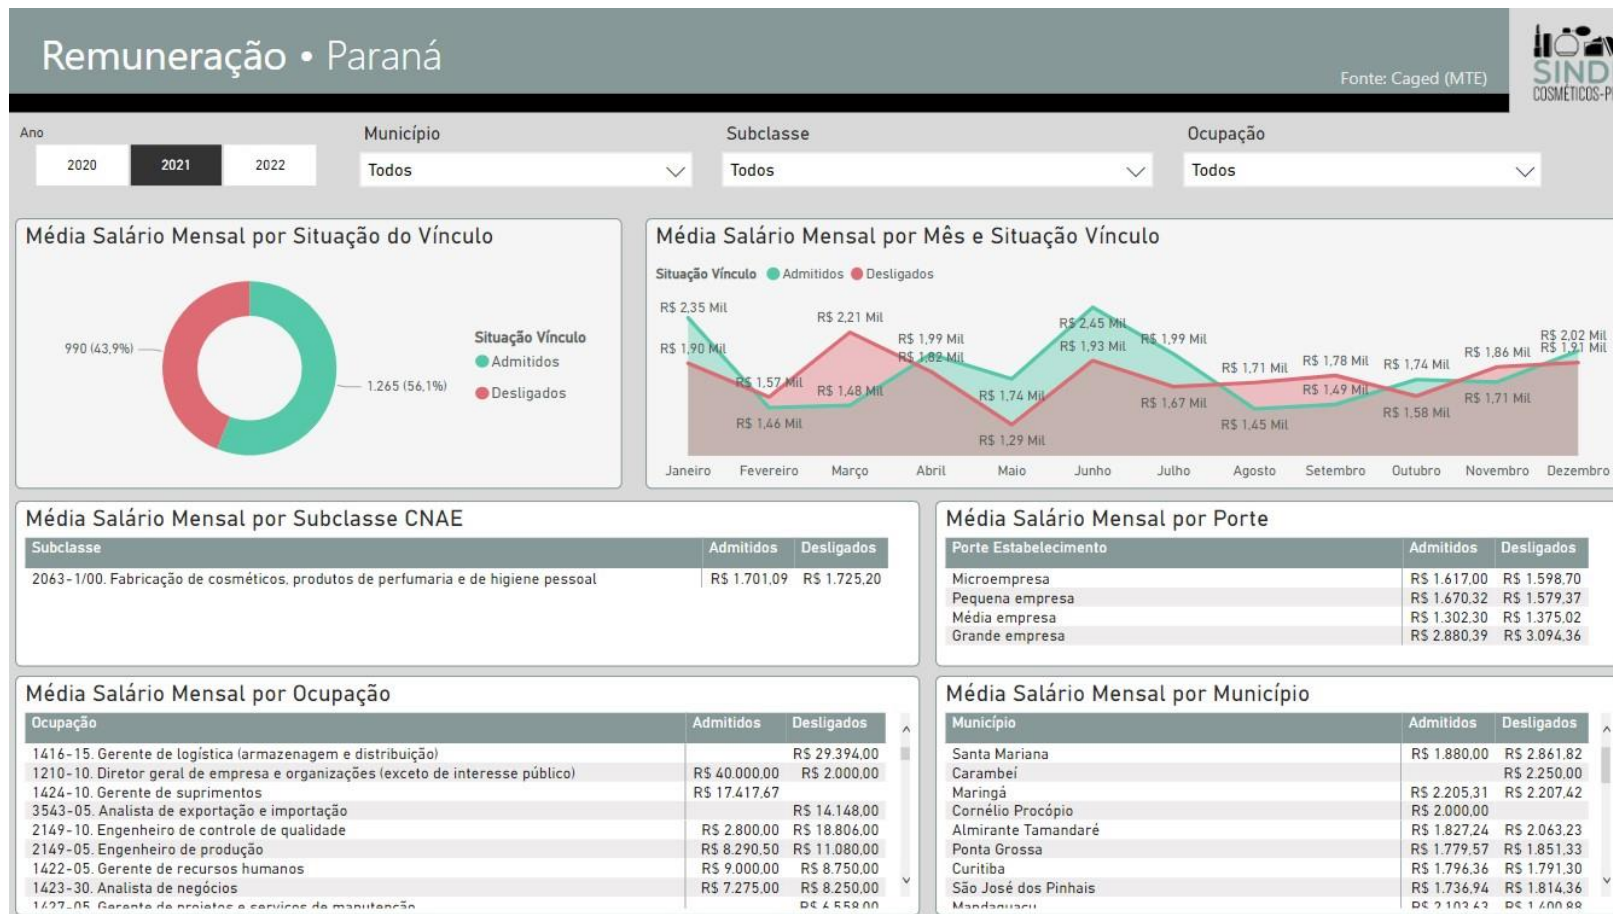 Remuneração • Paraná
Fonte: Caged (MTE)
SIND
COSMÉTICOS-P
Ano
2020
2021
2022
Município
Todos
Subclasse
Todos
Ocupação
Todos
Média Salário Mensal por Situação do Vínculo
990 (43,9%)
1.265 (56,1%)
Situação Vínculo
Admitidos
Desligados
Média Salário Mensal por Mês e Situação Vínculo
Situação Vínculo Admitidos Desligados
R$ 2,35 Mil
R$ 1,90 Mil
R$ 1,57 Mil
R$ 1,46 Mil
R$ 2,21 Mil
R$ 1,48 Mil
R$ 1,99 Mil
R$ 1,82 Mil
R$ 1,74 Mil
R$ 1,29 Mil
R$ 2,45 Mil
R$ 1,93 Mil
R$ 1,99 Mil
R$ 1,67 Mil
R$ 1,71 Mil
R$ 1,45 Mil
R$ 1,78 Mil
R$ 1,49 Mil
R$ 1,74 Mil
R$ 1,58 Mil
R$ 1,86 Mil
R$ 1,71 Mil
R$ 2,02 Mil
R$ 1,91 Mil
Janeiro Fevereiro Março Abril Maio Junho Julho Agosto Setembro Outubro Novembro Dezembro
Média Salário Mensal por Subclasse CNAE
Subclasse Admitidos Desligados
2063-1/00. Fabricação de cosméticos, produtos de perfumaria e de higiene pessoal R$ 1.701,09 R$ 1.725,20
Média Salário Mensal por Porte
Porte Estabelecimento Admitidos Desligados
Microempresa R$ 1.617,00 R$ 1.598,70
Pequena empresa R$ 1.670,32 R$ 1.579,37
Média empresa R$ 1.302,30 R$ 1.375,02
Grande empresa R$ 2.880,39 R$ 3.094,36
Média Salário Mensal por Ocupação
Ocupação Admitidos Desligados
1416-15. Gerente de logística (armazenagem e distribuição) R$ 29.394,00
1210-10. Diretor geral de empresa e organizações (exceto de interesse público) R$ 40.000,00 R$ 2.000,00
1424-10. Gerente de suprimentos R$ 17.417,67
3543-05. Analista de exportação e importação R$ 14.148,00
2149-10. Engenheiro de controle de qualidade R$ 2.800,00 R$ 18.806,00
2149-05. Engenheiro de produção R$ 8.290,50 R$ 11.080,00
1422-05. Gerente de recursos humanos R$ 9.000,00 R$ 8.750,00
1423-30. Analista de negócios R$ 7.275,00 R$ 8.250,00
1427-05. Gerente de projetos e serviços de manutenção R$ 6.558,00
Média Salário Mensal por Município
Município Admitidos Desligados
Santa Mariana R$ 1.880,00 R$ 2.861,82
Carambeí R$ 2.250,00
Maringá R$ 2.205,31 R$ 2.207,42
Cornélio Procópio R$ 2.000,00
Almirante Tamandaré R$ 1.827,24 R$ 2.063,23
Ponta Grossa R$ 1.779,57 R$ 1.851,33
Curitiba R$ 1.796,36 R$ 1.791,30
São José dos Pinhais R$ 1.736,94 R$ 1.814,36
Mandaguaçu R$ 2.103,63 R$ 1.400,88